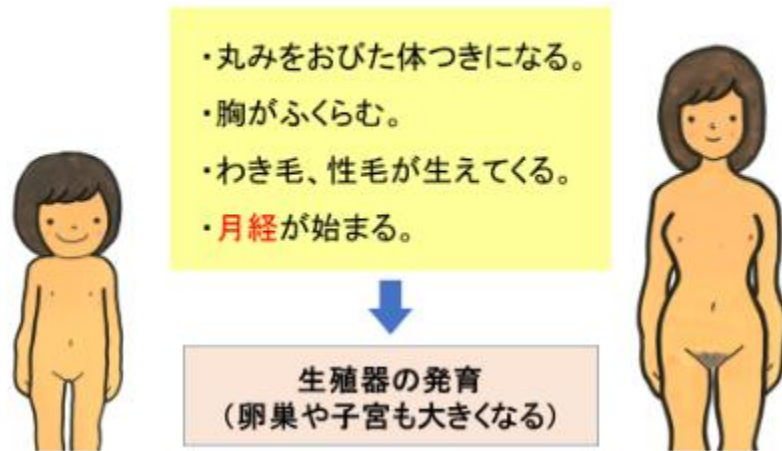 ・丸みをおびた体つきになる。
・胸がふくらむ。
・わき毛、性毛が生えてくる。
・月経が始まる。
生殖器の発育
（卵巣や子宮も大きくなる）